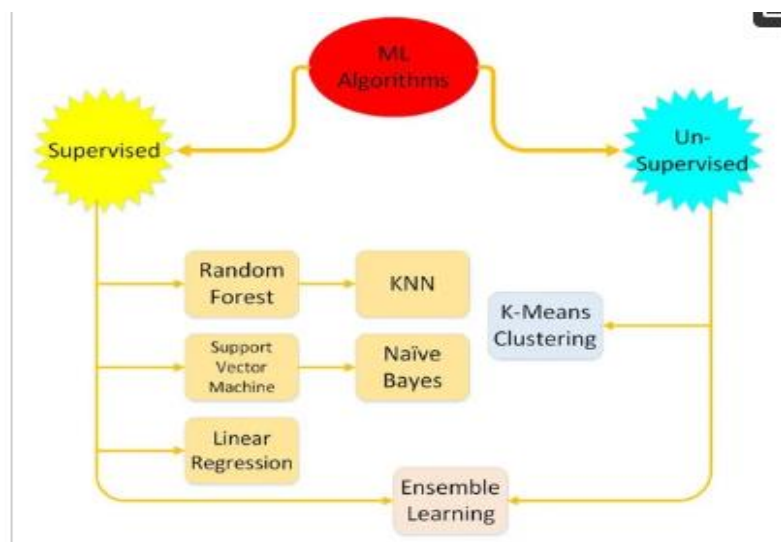 ML
Algorithms
Supervised
Un-
Supervised
Random
Forest
KNN
K-Means
Clustering
Support
Vector
Machine
Naïve
Bayes
Linear
Regression
Ensemble
Learning